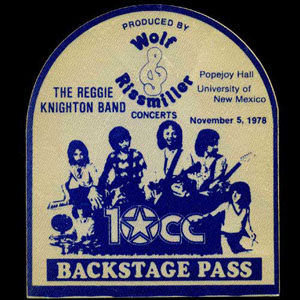 PRODUCED BY
Wolf
&
Rissmiller
CONCERTS
THE REGGIE
KNIGHTON BAND
Popejoy Hall
University of
New Mexico
November 5, 1978
10cc
BACKSTAGE PASS